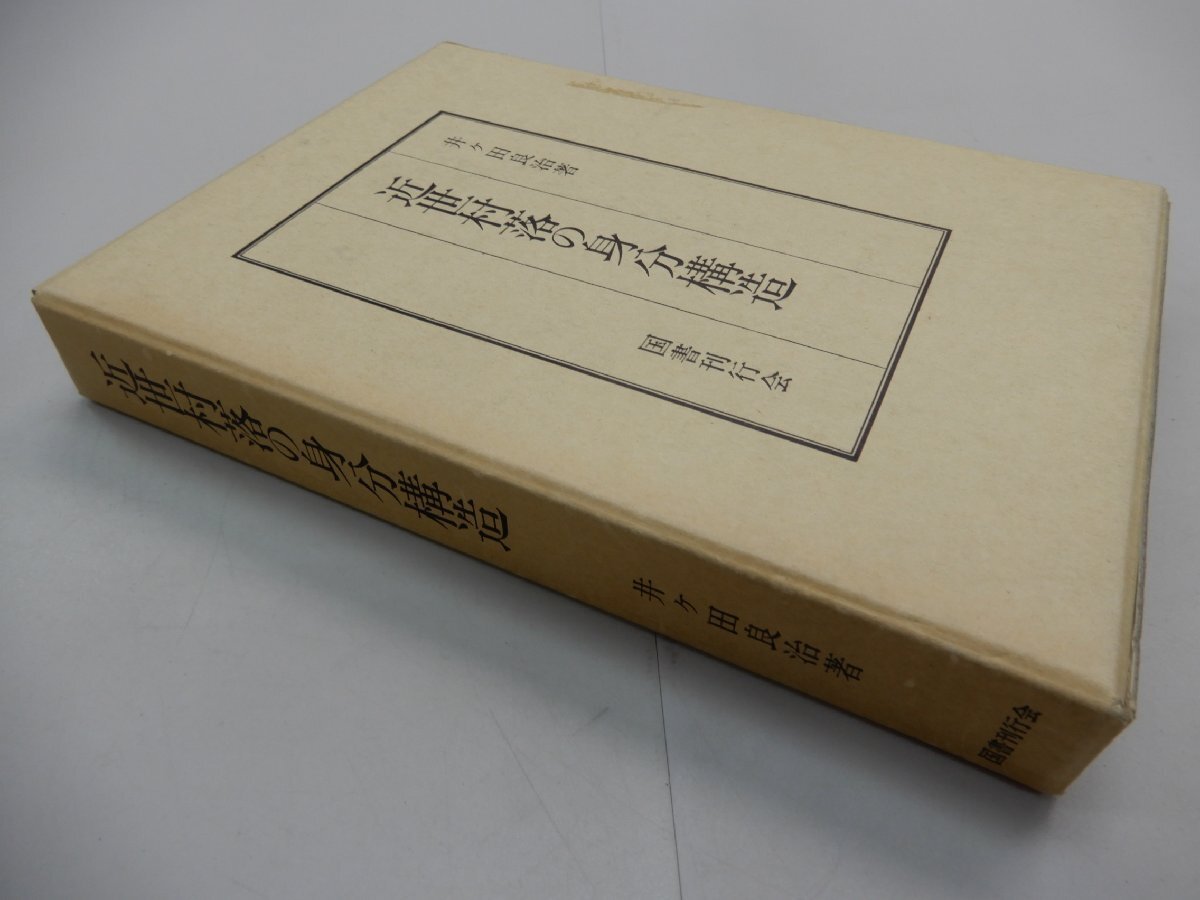 井ヶ田良治著
近世村落の身分構造
国書刊行会
近世村落の身分構造
井ヶ田良治著
国書刊行会